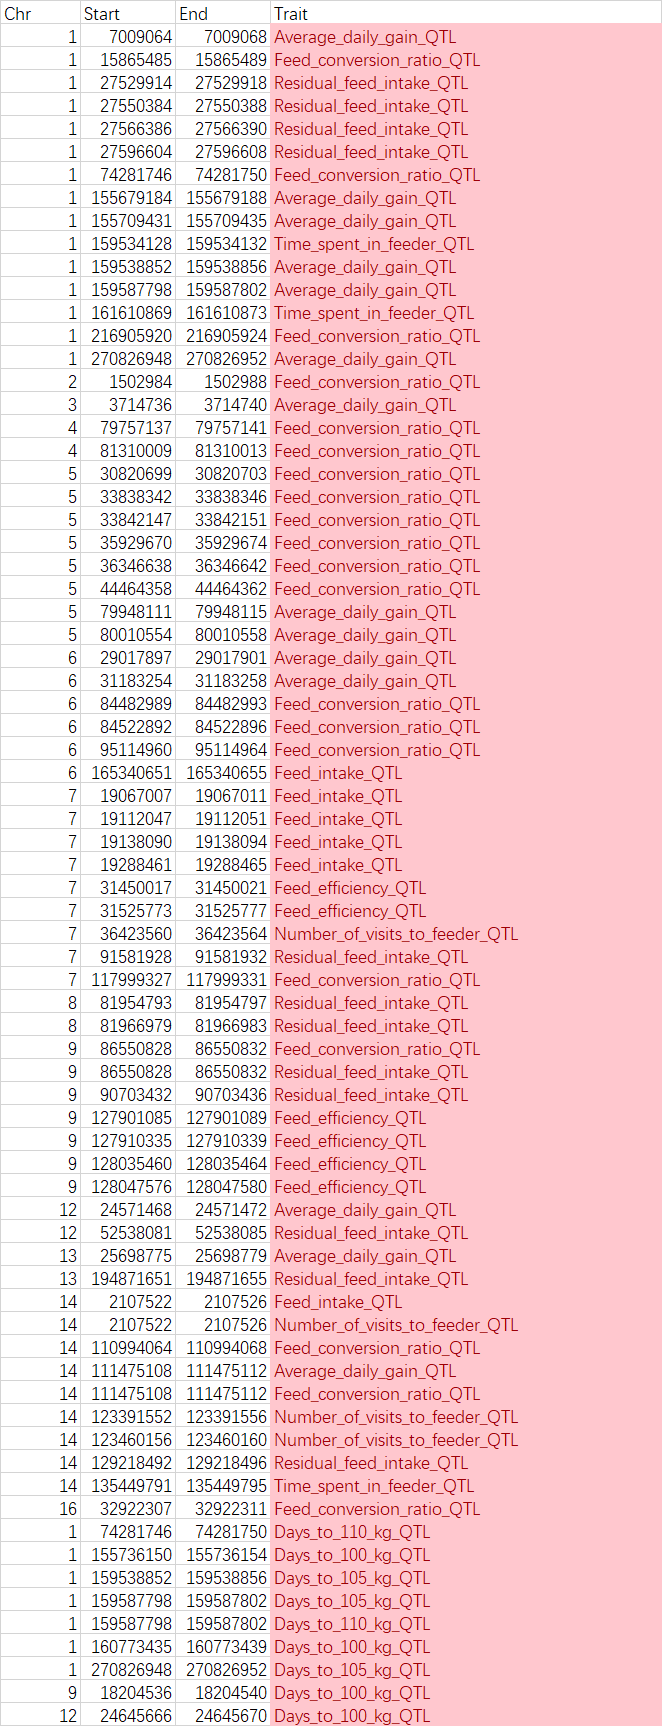 Chr Start End Trait
1 7009064 7009068 Average_daily_gain_QTL
1 15865485 15865489 Feed_conversion_ratio_QTL
1 27529914 27529918 Residual_feed_intake_QTL
1 27550384 27550388 Residual_feed_intake_QTL
1 27566386 27566390 Residual_feed_intake_QTL
1 27596604 27596608 Residual_feed_intake_QTL
1 74281746 74281750 Feed_conversion_ratio_QTL
1 155679184 155679188 Average_daily_gain_QTL
1 155709431 155709435 Average_daily_gain_QTL
1 159534128 159534132 Time_spent_in_feeder_QTL
1 159538852 159538856 Average_daily_gain_QTL
1 159587798 159587802 Average_daily_gain_QTL
1 161610869 161610873 Time_spent_in_feeder_QTL
1 216905920 216905924 Feed_conversion_ratio_QTL
1 270826948 270826952 Average_daily_gain_QTL
2 1502984 1502988 Feed_conversion_ratio_QTL
3 3714736 3714740 Average_daily_gain_QTL
4 79757137 79757141 Feed_conversion_ratio_QTL
4 81310009 81310013 Feed_conversion_ratio_QTL
5 30820699 30820703 Feed_conversion_ratio_QTL
5 33838342 33838346 Feed_conversion_ratio_QTL
5 33842147 33842151 Feed_conversion_ratio_QTL
5 35929670 35929674 Feed_conversion_ratio_QTL
5 36346638 36346642 Feed_conversion_ratio_QTL
5 44464358 44464362 Feed_conversion_ratio_QTL
5 79948111 79948115 Average_daily_gain_QTL
5 80010554 80010558 Average_daily_gain_QTL
6 29017897 29017901 Average_daily_gain_QTL
6 31183254 31183258 Average_daily_gain_QTL
6 84482989 84482993 Feed_conversion_ratio_QTL
6 84522892 84522896 Feed_conversion_ratio_QTL
6 95114960 95114964 Feed_conversion_ratio_QTL
6 165340651 165340655 Feed_intake_QTL
7 19067007 19067011 Feed_intake_QTL
7 19112047 19112051 Feed_intake_QTL
7 19138090 19138094 Feed_intake_QTL
7 19288461 19288465 Feed_intake_QTL
7 31450017 31450021 Feed_efficiency_QTL
7 31525773 31525777 Feed_efficiency_QTL
7 36423560 36423564 Number_of_visits_to_feeder_QTL
7 91581928 91581932 Residual_feed_intake_QTL
7 117999327 117999331 Feed_conversion_ratio_QTL
8 81954793 81954797 Residual_feed_intake_QTL
8 81966979 81966983 Residual_feed_intake_QTL
9 86550828 86550832 Feed_conversion_ratio_QTL
9 86550828 86550832 Residual_feed_intake_QTL
9 90703432 90703436 Residual_feed_intake_QTL
9 127901085 127901089 Feed_efficiency_QTL
9 127910335 127910339 Feed_efficiency_QTL
9 128035460 128035464 Feed_efficiency_QTL
9 128047576 128047580 Feed_efficiency_QTL
12 24571468 24571472 Average_daily_gain_QTL
12 52538081 52538085 Residual_feed_intake_QTL
13 25698775 25698779 Average_daily_gain_QTL
13 194871651 194871655 Residual_feed_intake_QTL
14 2107522 2107526 Feed_intake_QTL
14 2107522 2107526 Number_of_visits_to_feeder_QTL
14 110994064 110994068 Feed_conversion_ratio_QTL
14 111475108 111475112 Average_daily_gain_QTL
14 111475108 111475112 Feed_conversion_ratio_QTL
14 123391552 123391556 Number_of_visits_to_feeder_QTL
14 123460156 123460160 Number_of_visits_to_feeder_QTL
14 129218492 129218496 Residual_feed_intake_QTL
14 135449791 135449795 Time_spent_in_feeder_QTL
16 32922307 32922311 Feed_conversion_ratio_QTL
1 74281746 74281750 Days_to_110_kg_QTL
1 155736150 155736154 Days_to_100_kg_QTL
1 159538852 159538856 Days_to_105_kg_QTL
1 159587798 159587802 Days_to_105_kg_QTL
1 159587798 159587802 Days_to_110_kg_QTL
1 160773435 160773439 Days_to_100_kg_QTL
1 270826948 270826952 Days_to_105_kg_QTL
9 18204536 18204540 Days_to_100_kg_QTL
12 24645666 24645670 Days_to_100_kg_QTL